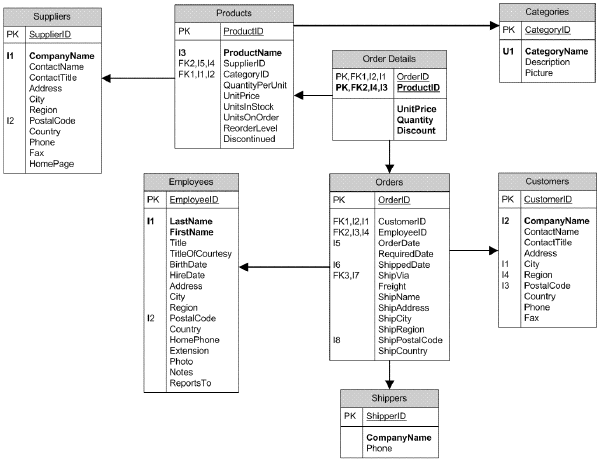 Suppliers
PK SupplierID
I1 CompanyName
ContactName
ContactTitle
Address
City
Region
I2 PostalCode
Country
Phone
Fax
HomePage
Products
PK ProductID
I3 ProductName
FK2,I5,I4 SupplierID
FK1,I1,I2 CategoryID
QuantityPerUnit
UnitPrice
UnitsInStock
UnitsOnOrder
ReorderLevel
Discontinued
Order Details
PK,FK1,I2,I1 OrderID
PK,FK2,I4,I3 ProductID
UnitPrice
Quantity
Discount
Categories
PK CategoryID
U1 CategoryName
Description
Picture
Employees
PK EmployeeID
I1 LastName
FirstName
Title
TitleOfCourtesy
BirthDate
HireDate
Address
City
Region
I2 PostalCode
Country
HomePhone
Extension
Photo
Notes
ReportsTo
Orders
PK OrderID
FK1,I2,I1 CustomerID
FK2,I3,I4 EmployeeID
I5 OrderDate
RequiredDate
I6 ShippedDate
FK3,I7 ShipVia
Freight
ShipName
ShipAddress
ShipCity
ShipRegion
I8 ShipPostalCode
ShipCountry
Customers
PK CustomerID
I2 CompanyName
ContactName
ContactTitle
Address
I1 City
I4 Region
I3 PostalCode
Country
Phone
Fax
Shippers
PK ShipperID
CompanyName
Phone